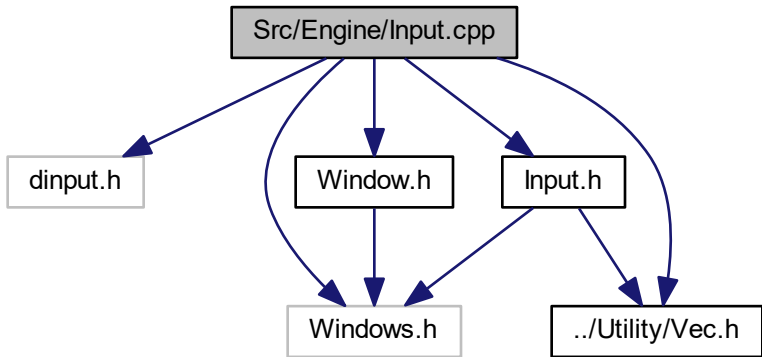 Src/Engine/Input.cpp
dinput.h
Window.h
Input.h
Windows.h
../Utility/Vec.h